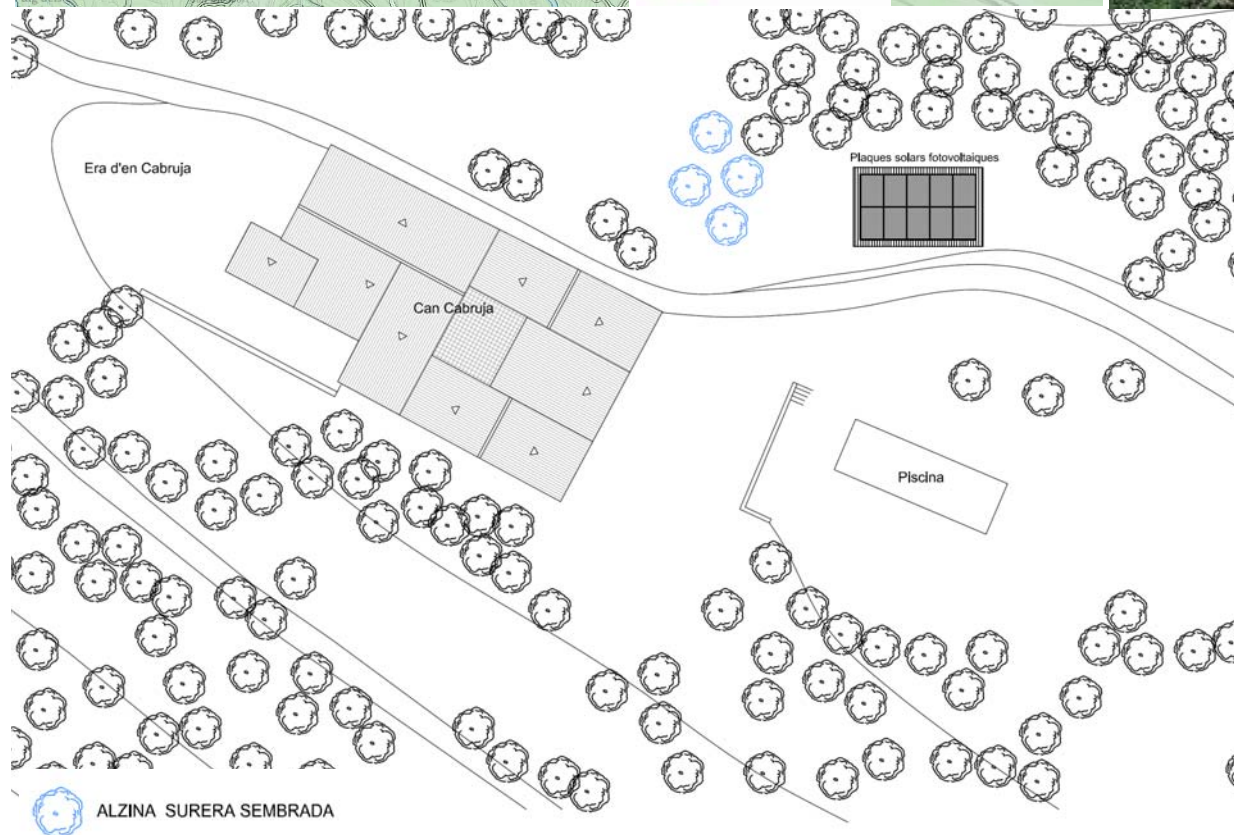 Plaques solars fotovoltaiques
Era d'en Cabruja
Can Cabruja
Piscina
ALZINA SURERA SEMBRADA